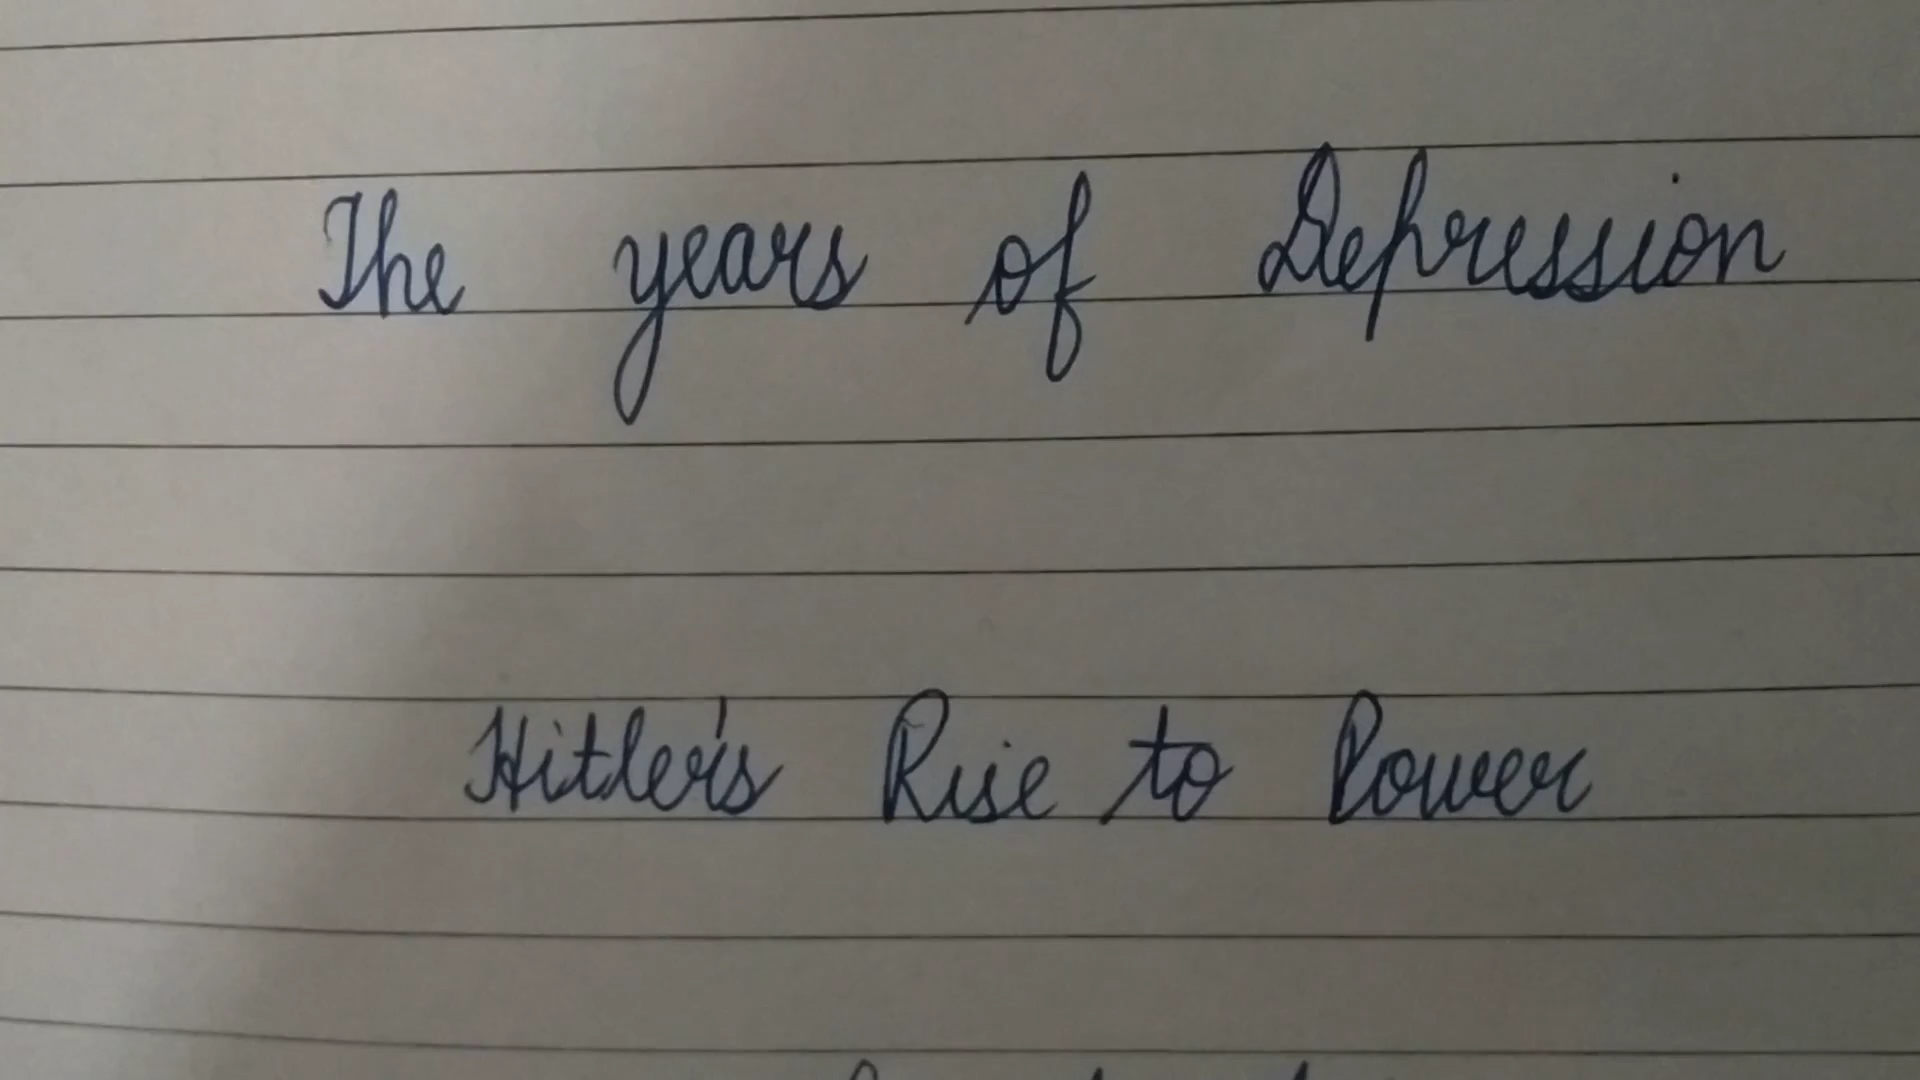 The years of Depression
Hitler's Rise to Power